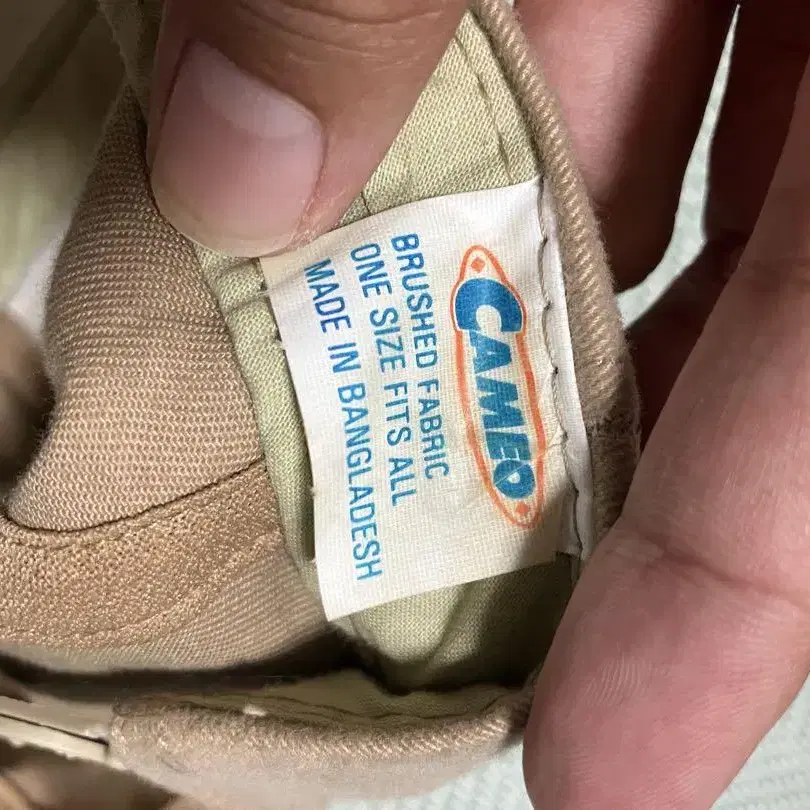 CAMEO
BRUSHED FABRIC
ONE SIZE FITS ALL
MADE IN BANGLADESH